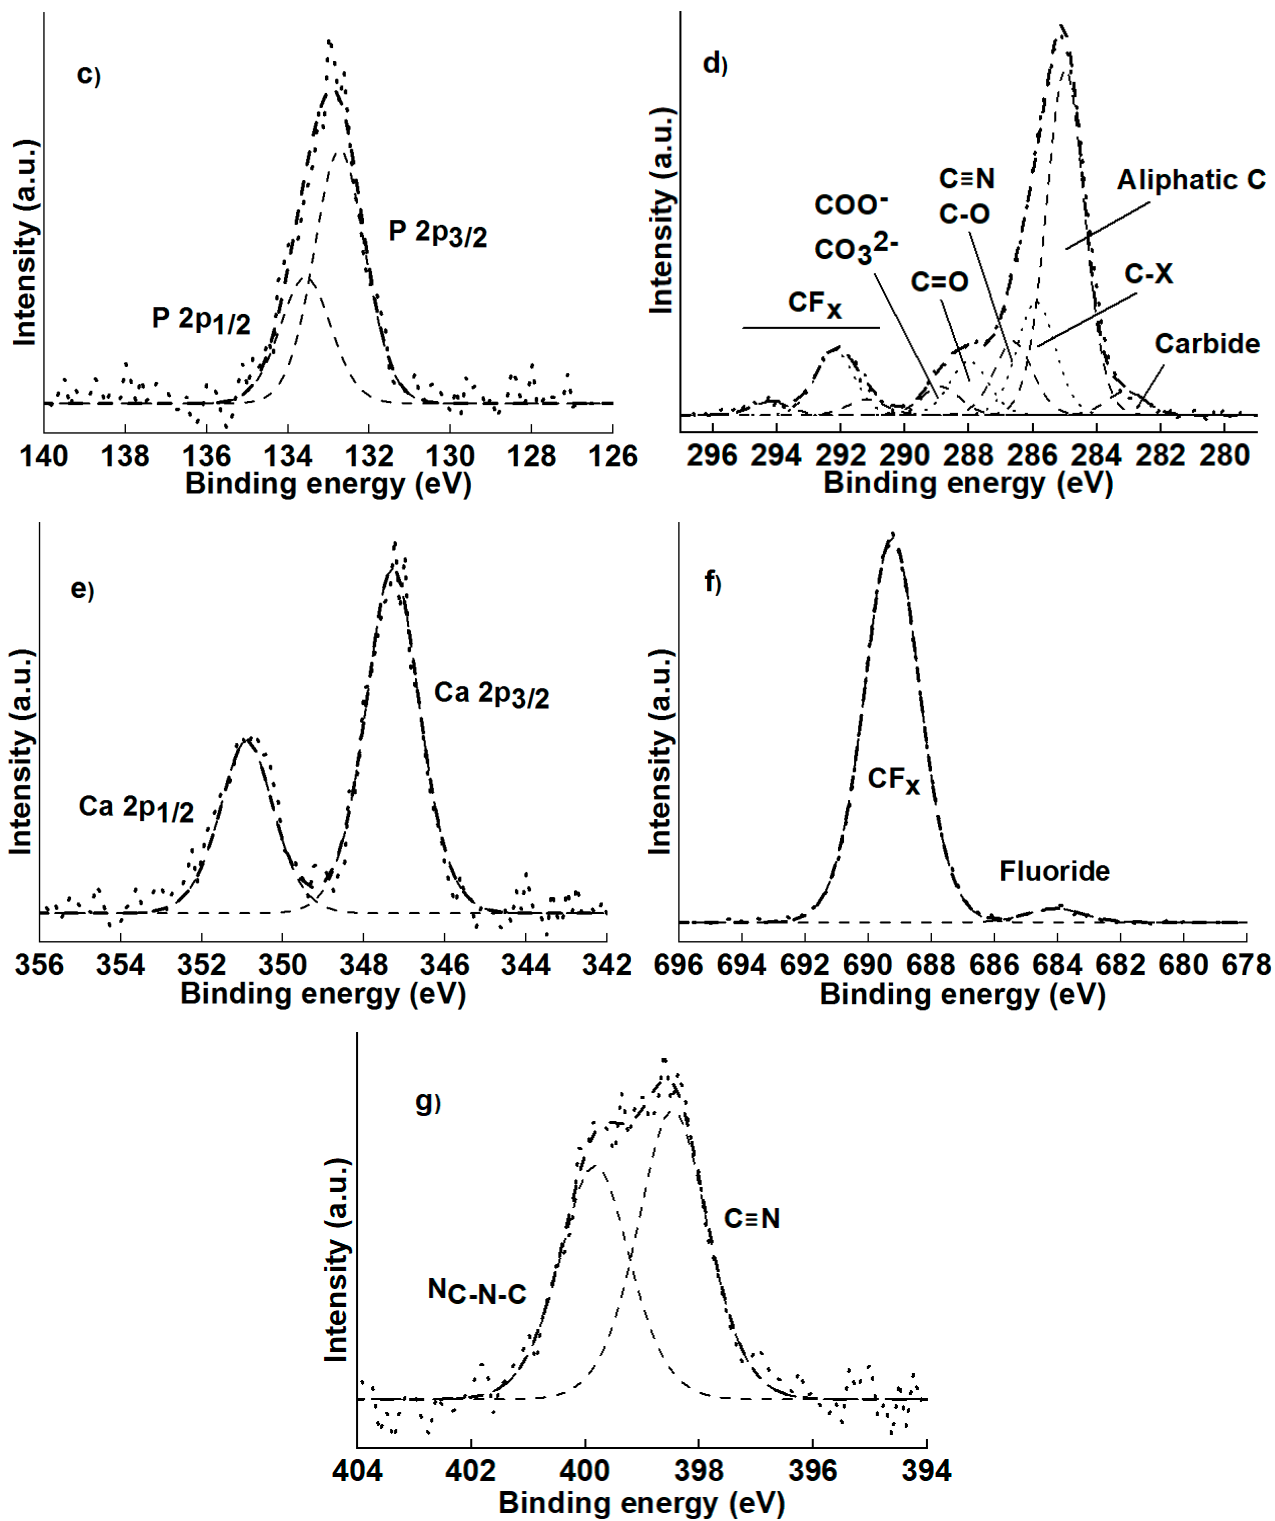 c)
Intensity (a.u.)
P 2p3/2
P 2p1/2
140 138 136 134 132 130 128 126
Binding energy (eV)
d)
Intensity (a.u.)
C≡N
Aliphatic C
COO-
C-O
CO32-
C=O
C-X
CFx
Carbide
296 294 292 290 288 286 284 282 280
Binding energy (eV)
e)
Intensity (a.u.)
Ca 2p3/2
Ca 2p1/2
356 354 352 350 348 346 344 342
Binding energy (eV)
f)
Intensity (a.u.)
CFx
Fluoride
696 694 692 690 688 686 684 682 680 678
Binding energy (eV)
g)
Intensity (a.u.)
C≡N
NC-N-C
404 402 400 398 396 394
Binding energy (eV)